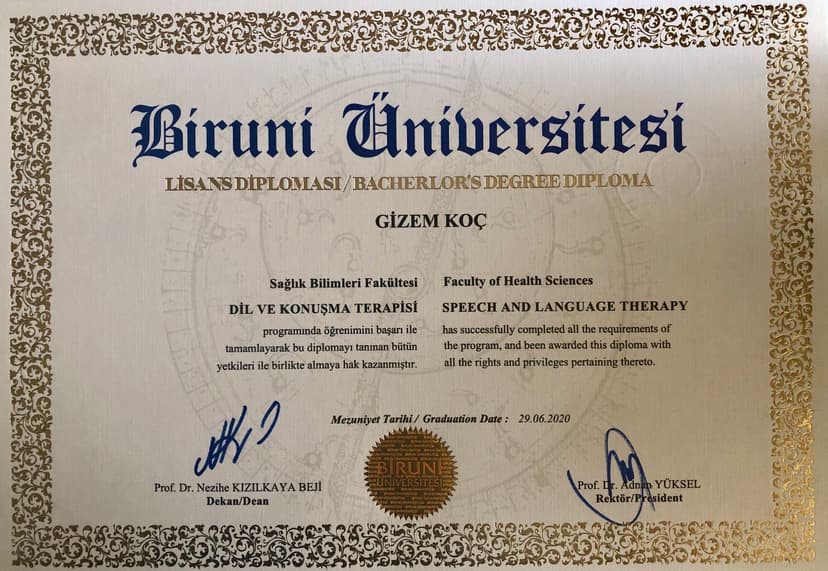 Biruni Üniversitesi
LİSANS DİPLOMASI / BACHERLOR'S DEGREE DIPLOMA
GİZEM KOÇ
Sağlık Bilimleri Fakültesi
DİL VE KONUŞMA TERAPİSİ
programında öğrenimini başarı ile
tamamlayarak bu diplomayı tanınan bütün
yetkileri ile birlikte almaya hak kazanmıştır.
Faculty of Health Sciences
SPEECH AND LANGUAGE THERAPY
has successfully completed all the requirements of
the program, and been awarded this diploma with
all the rights and privileges pertaining thereto.
Mezuniyet Tarihi / Graduation Date : 29.06.2020
Prof. Dr. Nezihe KIZILKAYA BEJİ
Dekan/Dean
BİRUNİ
ÜNİVERSİTESİ
Prof. Dr. Adnan YÜKSEL
Rektör/President